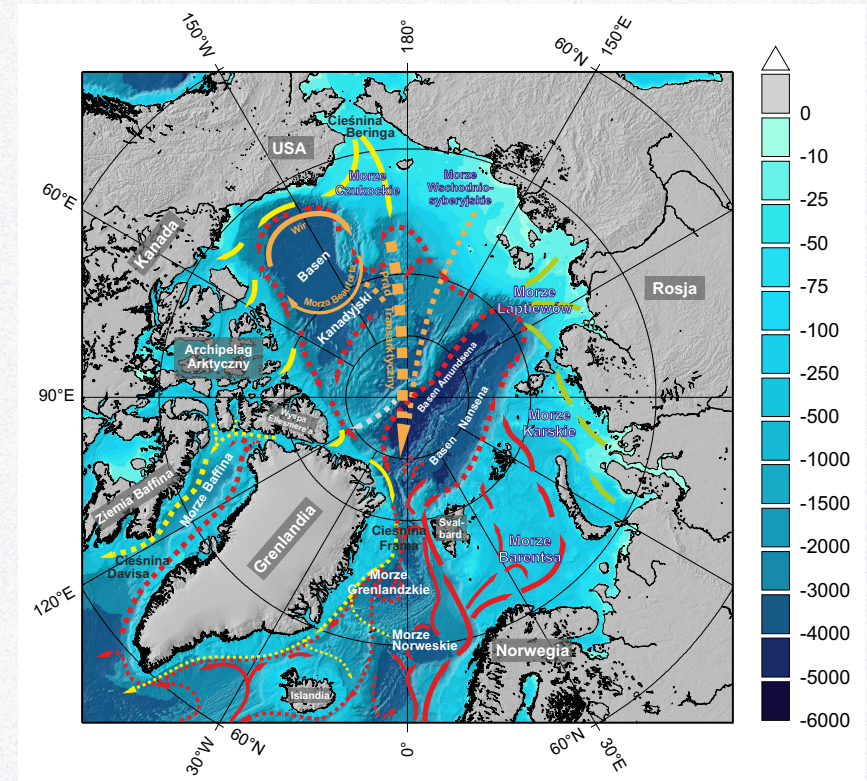 180°
150°W
60°N
150°E
Cieśnina
Beringa
USA
Morze
Czukockie
Morze
Wschodnio-
syberyjskie
60°E
Kanada
Wir
Basen
Morza Beauforta
Kanadyjski
Prąd Transarktyczny
Rosja
Morze
Łaptiewów
Archipelag
Arktyczny
90°E
Basen Amundsena
Wyspa
Ellesmere'a
Basen Nansena
Morze
Karskie
Ziemia Baffina
Morze Baffina
Grenlandia
Sval-
bard
Cieśnina
Frama
Morze
Barentsa
Cieśnina
Davisa
120°E
Morze
Grenlandzkie
Morze
Norweskie
Norwegia
Islandia
30°W
60°N
0°
60°N
30°E
0
-10
-25
-50
-75
-100
-250
-500
-1000
-1500
-2000
-3000
-4000
-5000
-6000